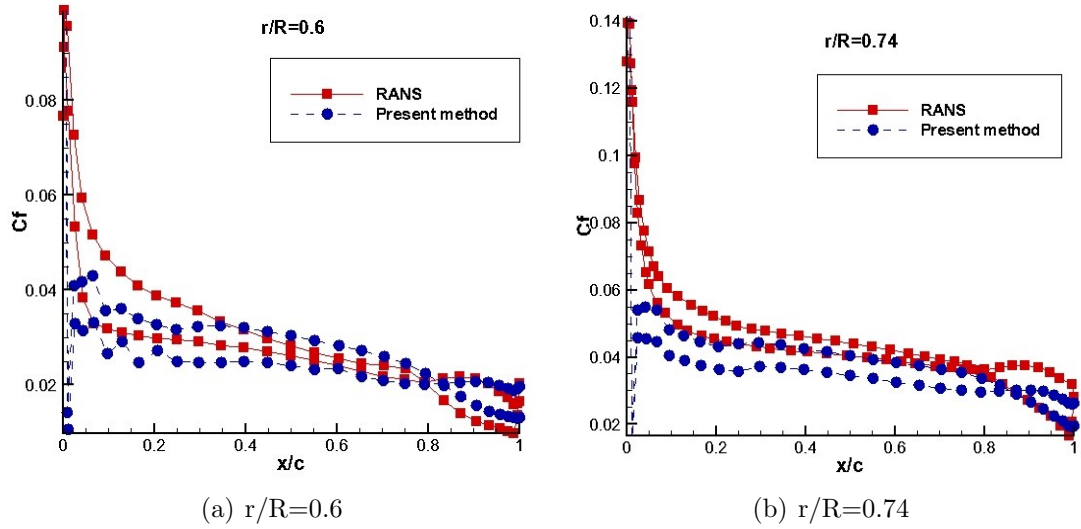 r/R=0.6
RANS
Present method
0.08
0.06
0.04
0.02
Cf
0
0.2
0.4
0.6
0.8
1
x/c
(a) r/R=0.6
r/R=0.74
RANS
Present method
0.14
0.12
0.1
0.08
0.06
0.04
0.02
Cf
0
0.2
0.4
0.6
0.8
1
x/c
(b) r/R=0.74